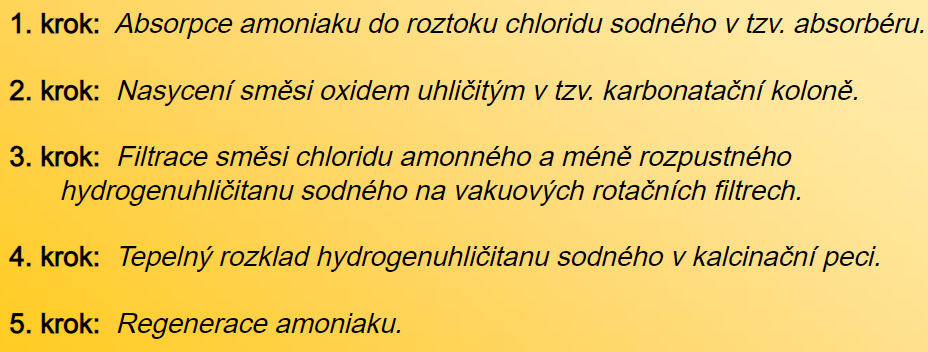 1. krok: Absorpce amoniaku do roztoku chloridu sodného v tzv. absorbéru.
2. krok: Nasycení směsi oxidem uhličitým v tzv. karbonatační koloně.
3. krok: Filtrace směsi chloridu amonného a méně rozpustného
hydrogenuhličitanu sodného na vakuových rotačních filtrech.
4. krok: Tepelný rozklad hydrogenuhličitanu sodného v kalcinační peci.
5. krok: Regenerace amoniaku.